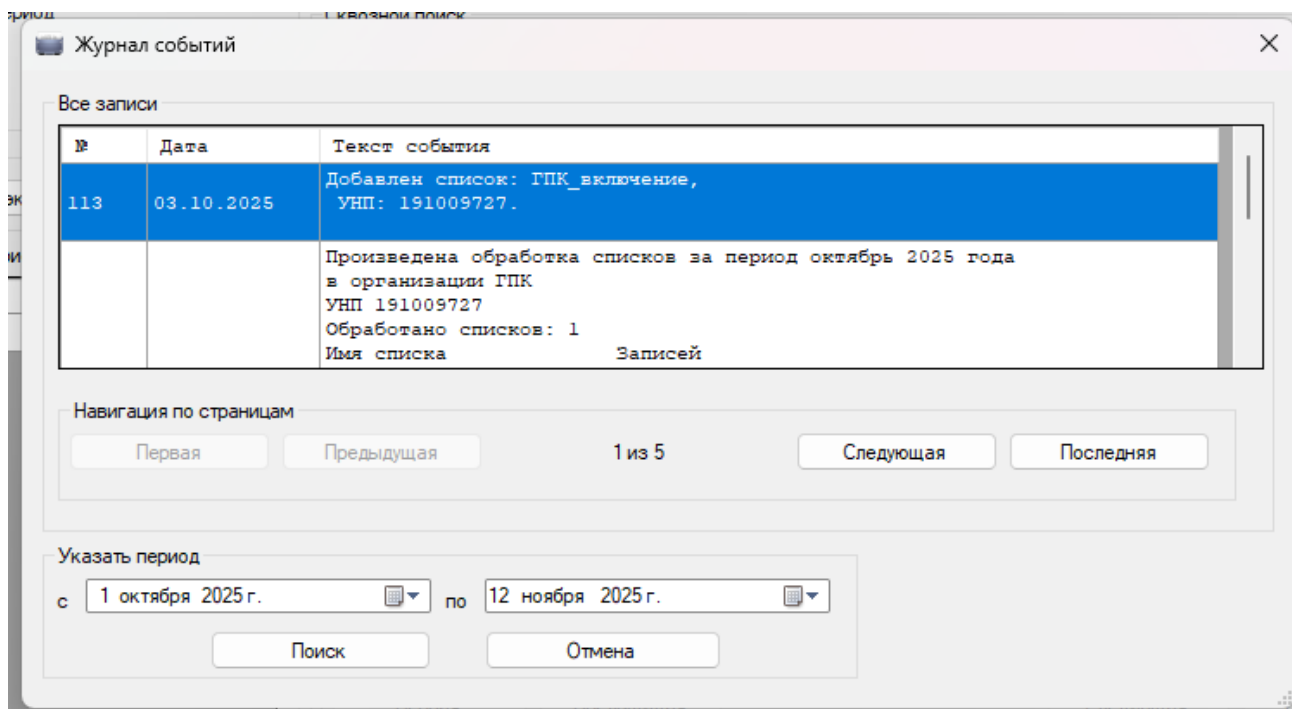 Сквозной поиск
Журнал событий
Все записи
№ Дата Текст события
113 03.10.2025 Добавлен список: ГПК_включение,
УНП: 191009727.
Произведена обработка списков за период октябрь 2025 года
в организации ГПК
УНП 191009727
Обработано списков: 1
Имя списка Записей
Навигация по страницам
Первая Предыдущая 1 из 5 Следующая Последняя
Указать период
с 1 октября 2025 г. по 12 ноября 2025 г.
Поиск Отмена